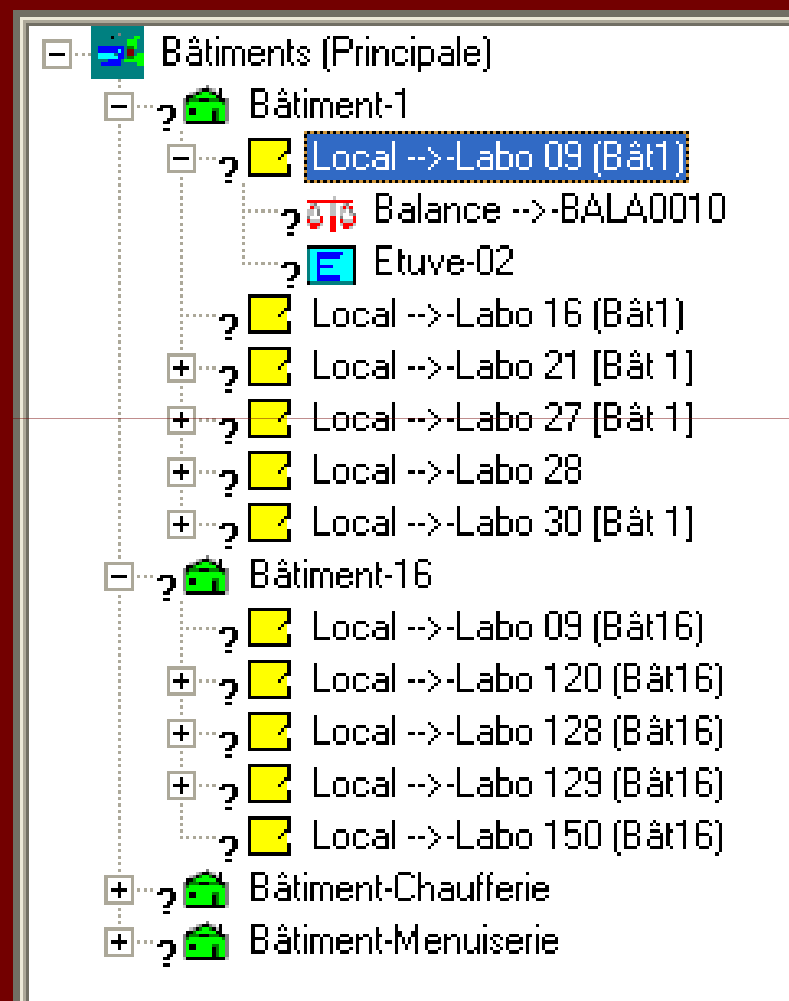 Bâtiments (Principale)
? Bâtiment-1
? Local -->-Labo 09 (Bât1)
? Balance -->-BALA0010
? E Etuve-02
? Local -->-Labo 16 (Bât1)
? Local -->-Labo 21 [Bât 1]
? Local -->-Labo 27 [Bât 1]
? Local -->-Labo 28
? Local -->-Labo 30 [Bât 1]
? Bâtiment-16
? Local -->-Labo 09 (Bât16)
? Local -->-Labo 120 (Bât16)
? Local -->-Labo 128 (Bât16)
? Local -->-Labo 129 (Bât16)
? Local -->-Labo 150 (Bât16)
? Bâtiment-Chaufferie
? Bâtiment-Menuiserie